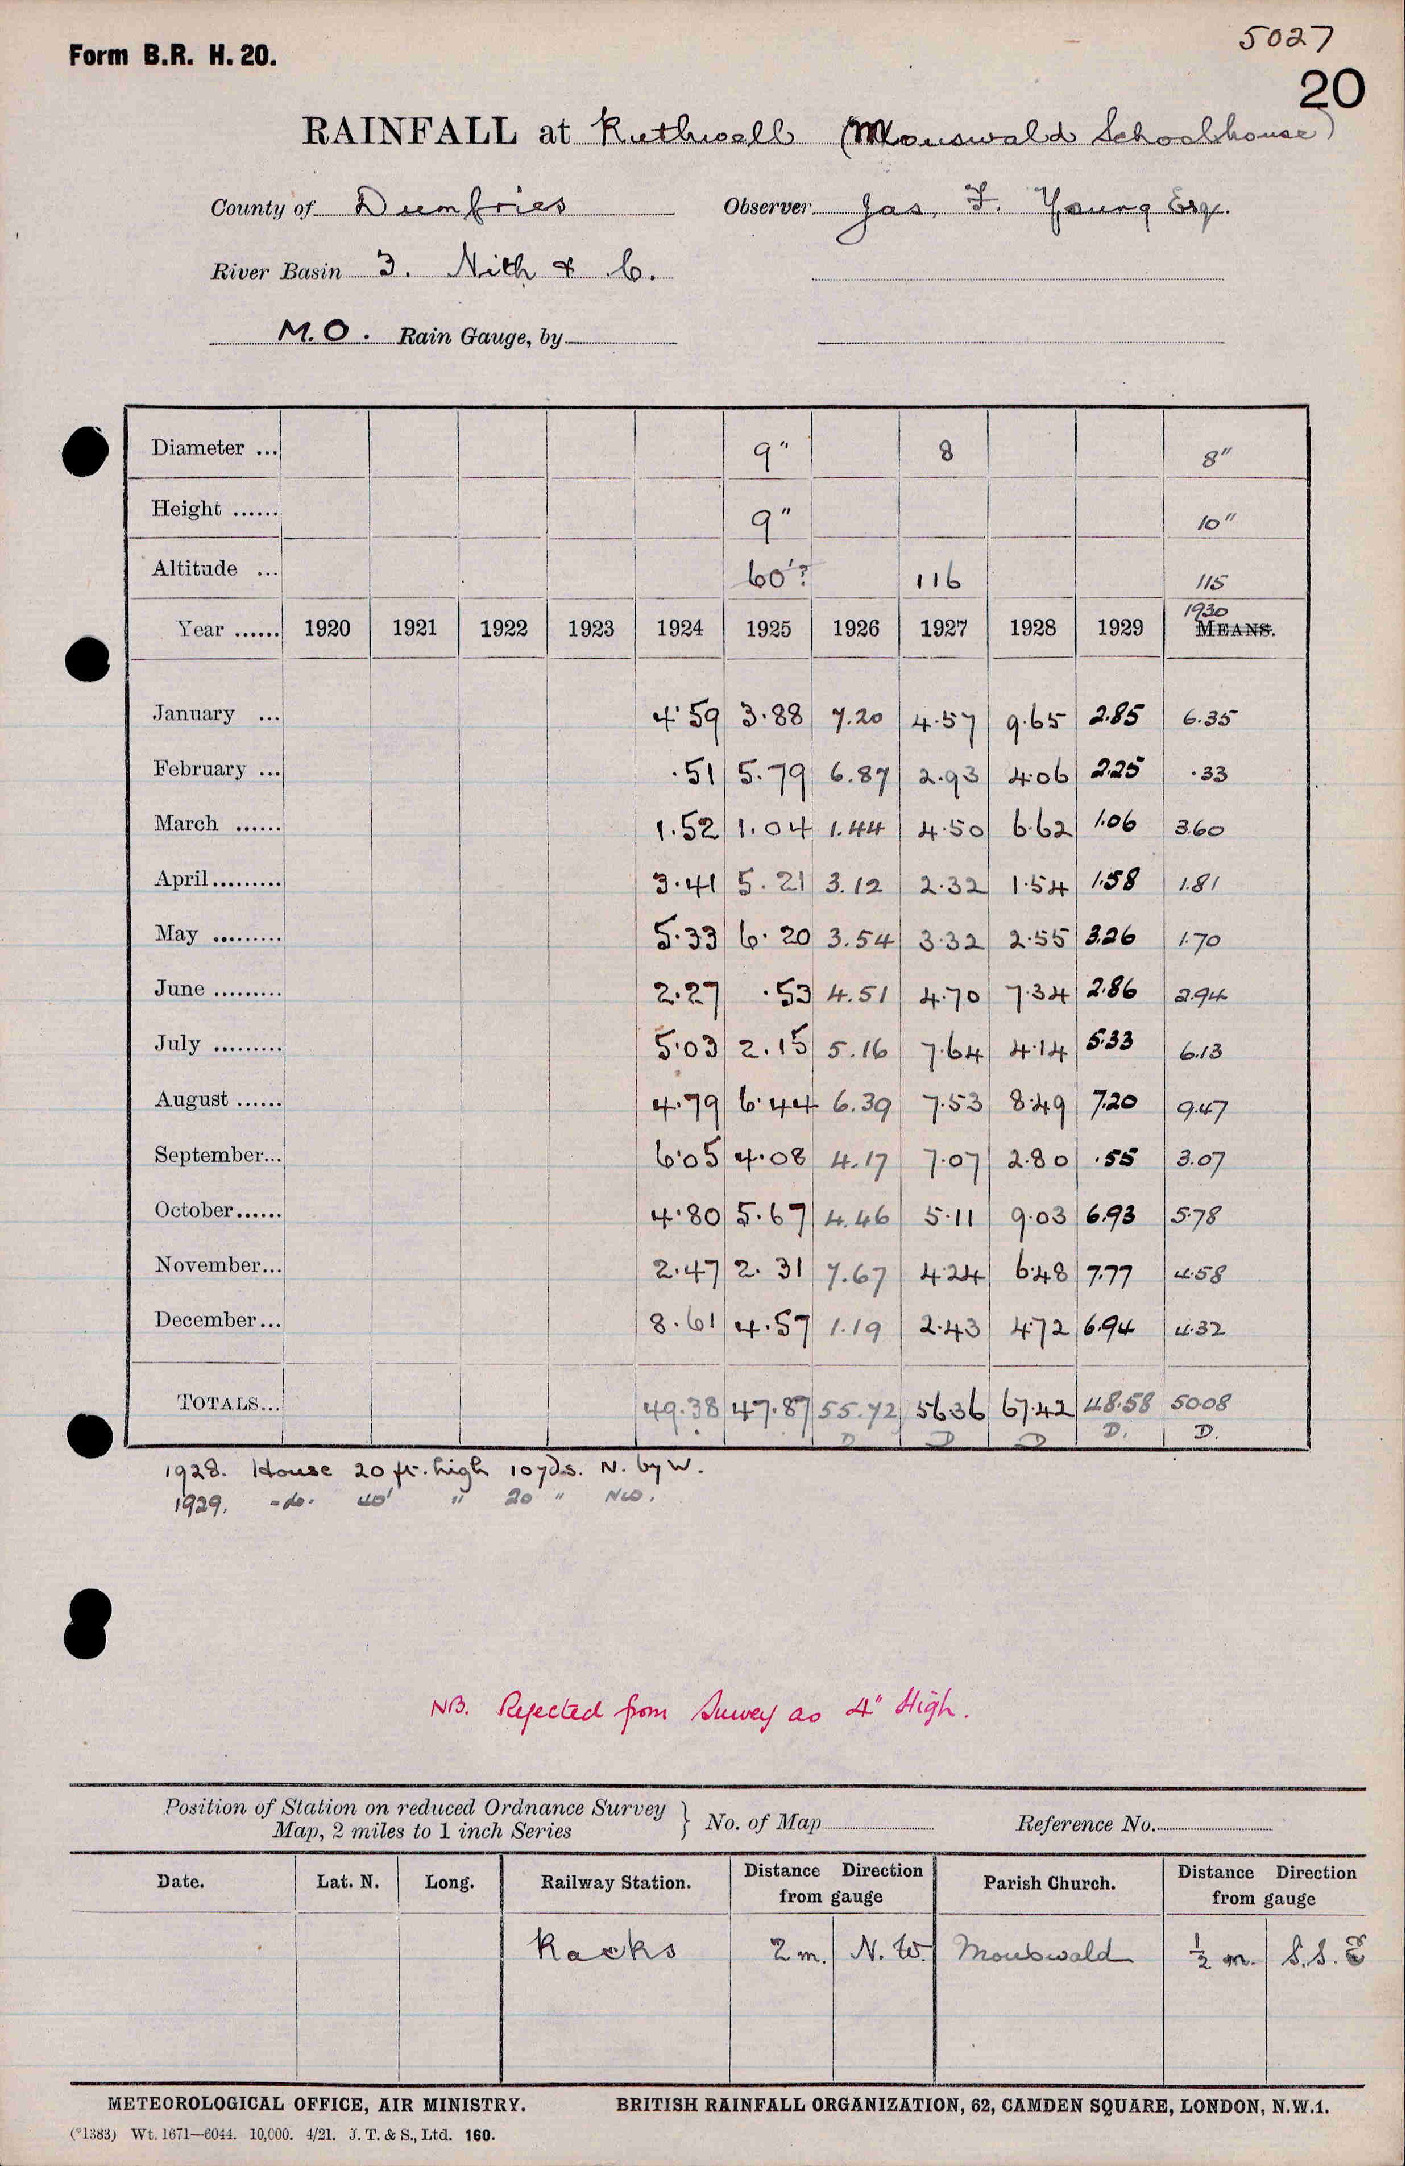 5027
Form B.R. H. 20.
20
RAINFALL at Ruthwell (Mouswald Schoolhouse)
County of Dumfries Observer Jas. F. Young Esq.
River Basin 3. Nith & C.
M.O. Rain Gauge, by
Diameter ... 9" 8 8"
Height ...... 9" 10"
Altitude ... 60'? 116 115
1930
Year ...... 1920 1921 1922 1923 1924 1925 1926 1927 1928 1929 MEANS.
January ... 4.59 3.88 7.20 4.57 9.65 2.85 6.35
February ... .51 5.79 6.87 2.93 4.06 2.25 .33
March ...... 1.52 1.04 1.44 4.50 6.62 1.06 3.60
April......... 3.41 5.21 3.12 2.32 1.54 1.58 1.81
May ......... 5.33 6.20 3.54 3.32 2.55 3.26 1.70
June ......... 2.27 .53 4.51 4.70 7.34 2.86 2.94
July ......... 5.03 2.15 5.16 7.64 4.14 5.33 6.13
August ...... 4.79 6.44 6.39 7.53 8.49 7.20 9.47
September... 6.05 4.08 4.17 7.07 2.80 .55 3.07
October...... 4.80 5.67 4.46 5.11 9.03 6.93 5.78
November... 2.47 2.31 7.67 4.24 6.48 7.77 4.58
December... 8.61 4.57 1.19 2.43 4.72 6.94 4.32
TOTALS... 49.38 47.87 55.72 56.36 67.42 48.58 50.08
D D D D. D.
1928. House 20 ft. high 10 yds. N. by W.
1929. -do- 40' " 20 " NW.
NB. Rejected from Survey as 4" High.
Position of Station on reduced Ordnance Survey
Map, 2 miles to 1 inch Series } No. of Map Reference No.
Date. Lat. N. Long. Railway Station. Distance Direction from gauge Parish Church. Distance Direction from gauge
Racks 2 m. N.W. Mouswald ½ m. S.S.E
METEOROLOGICAL OFFICE, AIR MINISTRY. BRITISH RAINFALL ORGANIZATION, 62, CAMDEN SQUARE, LONDON, N.W.1.
(*1383) Wt. 1671—6044. 10,000. 4/21. J. T. & S., Ltd. 160.